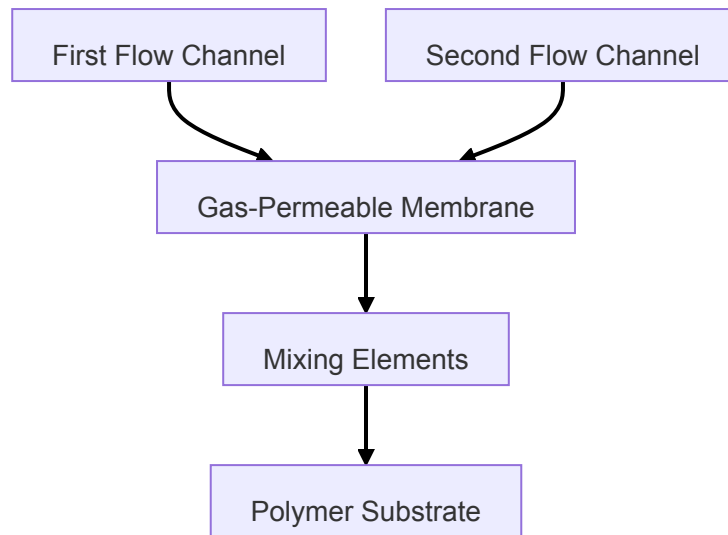 First Flow Channel
Second Flow Channel
Gas-Permeable Membrane
Mixing Elements
Polymer Substrate